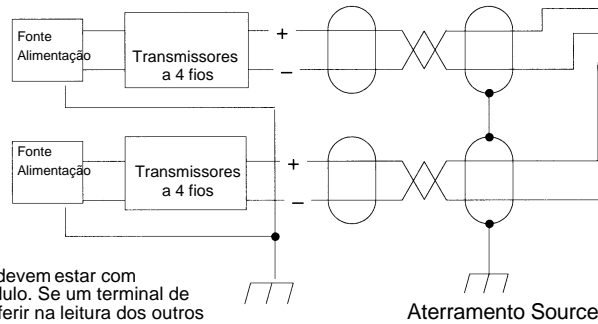 Fonte
Alimentação
Transmissores
a 4 fios
+
−
Fonte
Alimentação
Transmissores
a 4 fios
+
−
devem estar com
dulo. Se um terminal de
ferir na leitura dos outros
Aterramento Source